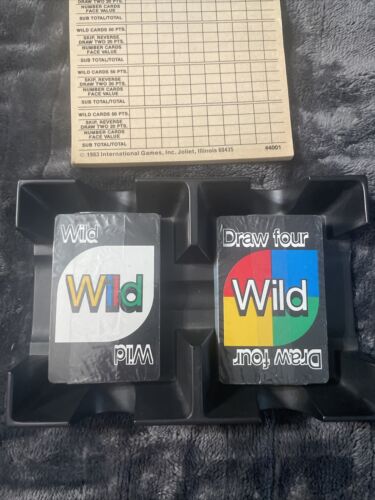 DRAW TWO 20 PTS.
NUMBER CARDS
FACE VALUE
SUB TOTAL/TOTAL
WILD CARDS 50 PTS.
SKIP, REVERSE
DRAW TWO 20 PTS.
NUMBER CARDS
FACE VALUE
SUB TOTAL/TOTAL
WILD CARDS 50 PTS.
SKIP, REVERSE
DRAW TWO 20 PTS.
NUMBER CARDS
FACE VALUE
SUB TOTAL/TOTAL
WILD CARDS 50 PTS.
SKIP, REVERSE
DRAW TWO 20 PTS.
NUMBER CARDS
FACE VALUE
SUB TOTAL/TOTAL
© 1983 International Games, Inc. Joliet, Illinois 60435
44001
Wild
Wild
Wild
Draw four
Wild
Draw four